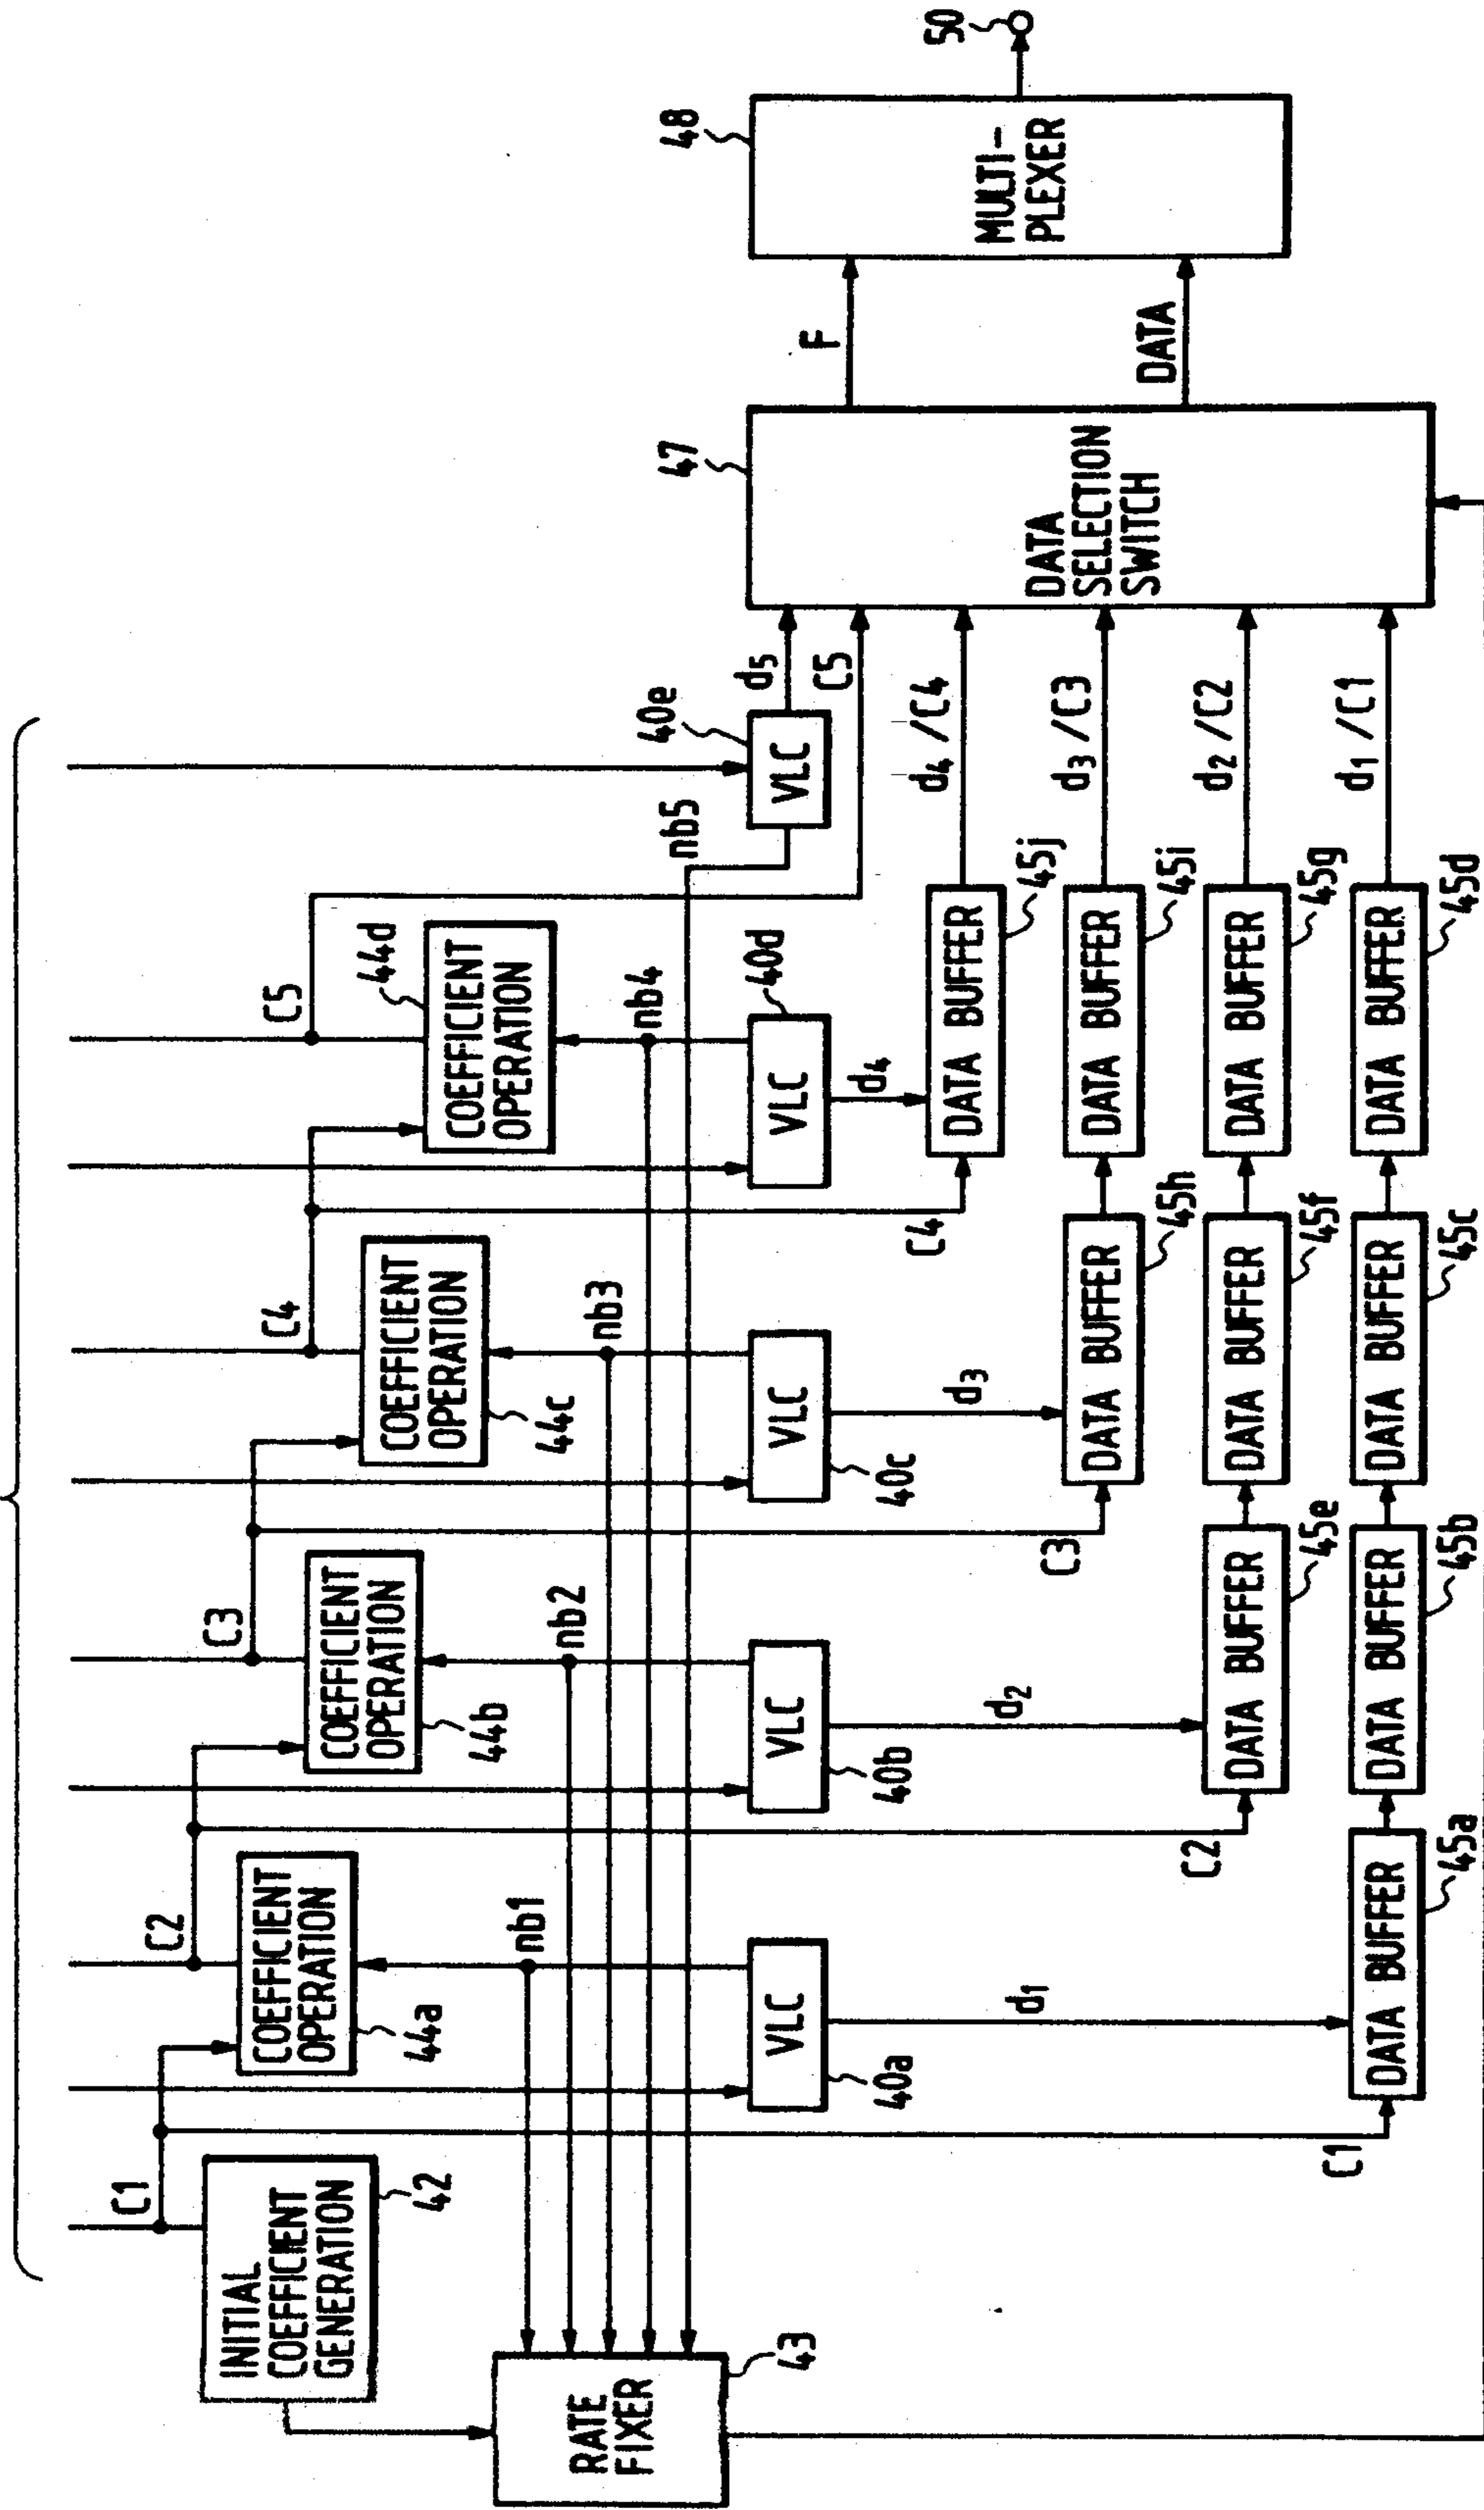 C1
INITIAL
COEFFICIENT
GENERATION
42
RATE
FIXER
43
C2
COEFFICIENT
OPERATION
44a
nb1
VLC
40a
d1
C1
DATA BUFFER
45a
C3
COEFFICIENT
OPERATION
44b
nb2
VLC
40b
d2
C2
DATA BUFFER
45e
DATA BUFFER
45b
C4
COEFFICIENT
OPERATION
44c
nb3
VLC
40c
d3
C3
DATA BUFFER
45h
DATA BUFFER
45f
DATA BUFFER
45c
C5
COEFFICIENT
OPERATION
44d
nb4
VLC
40d
d4
C4
DATA BUFFER
45j
DATA BUFFER
45i
DATA BUFFER
45g
DATA BUFFER
45d
nb5
VLC
40e
d5
C5
d4/C4
d3/C3
d2/C2
d1/C1
DATA
SELECTION
SWITCH
47
F
DATA
MULTI-
PLEXER
48
50